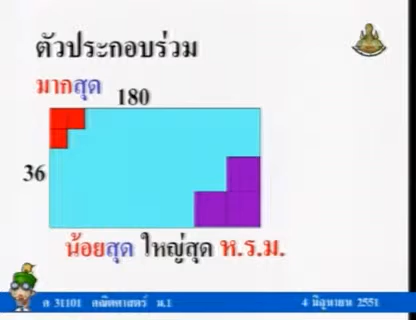 ตัวประกอบร่วม
มากสุด
180
36
น้อยสุด ใหญ่สุด ห.ร.ม.
ค 31101 คณิตศาสตร์ ม.1
4 มิถุนายน 2551